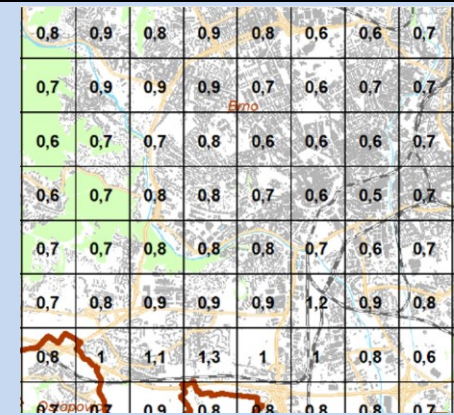 0,8 0,9 0,8 0,9 0,8 0,6 0,6 0,7
0,7 0,9 0,9 0,9 0,7 0,6 0,7 0,7
Brno
0,6 0,7 0,7 0,8 0,6 0,6 0,6 0,7
0,6 0,7 0,8 0,8 0,7 0,6 0,5 0,7
0,7 0,7 0,8 0,8 0,8 0,7 0,6 0,7
0,7 0,8 0,9 0,9 0,9 1,2 0,9 0,8
0,8 1 1,1 1,3 1 1 0,8 0,6
0,7 0,9 0,8 0,8 0,8 0,7